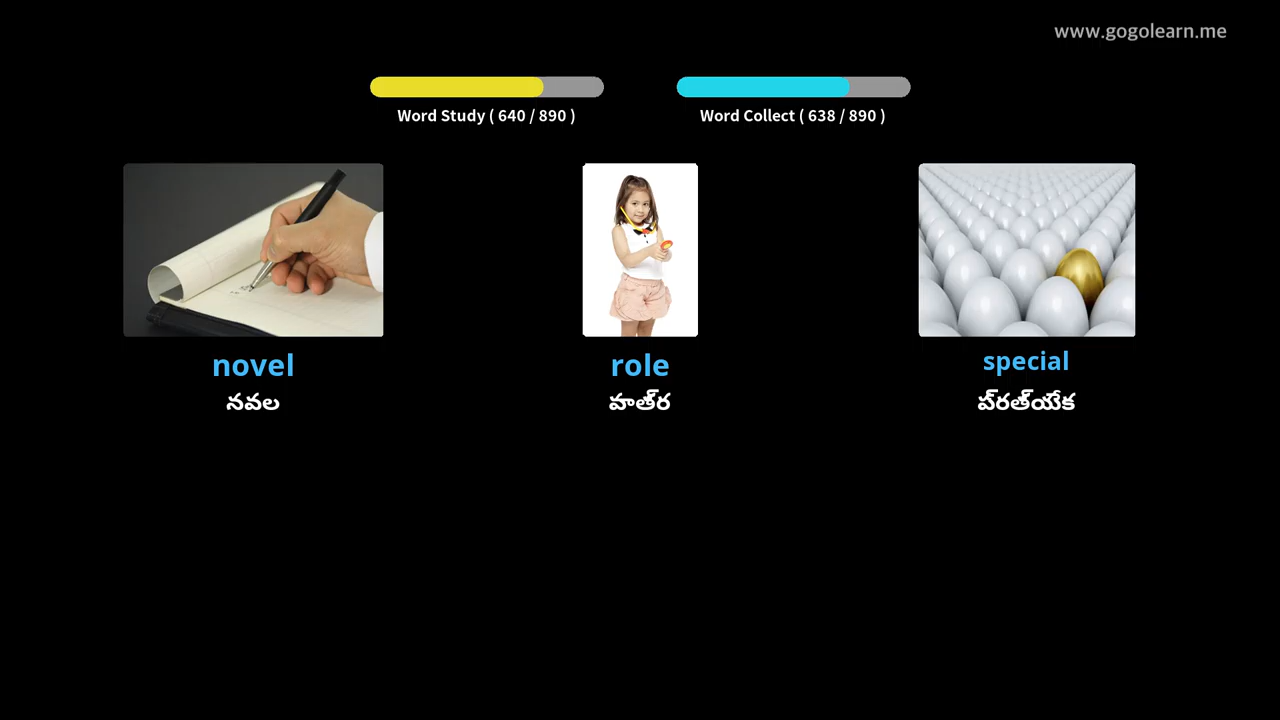 www.gogolearn.me
Word Study ( 640 / 890 )
Word Collect ( 638 / 890 )
novel
role
special
నవల
పాత్ర
ప్రత్యేక